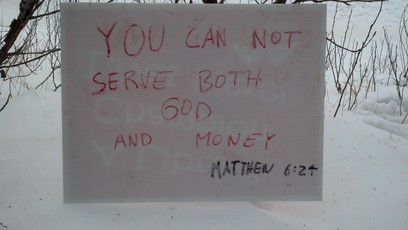 YOU CAN NOT
SERVE BOTH
GOD
AND MONEY
MATTHEW 6:24